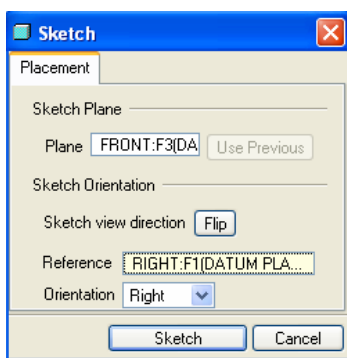 Sketch
Placement
Sketch Plane
Plane FRONT:F3(DA Use Previous
Sketch Orientation
Sketch view direction Flip
Reference RIGHT:F1(DATUM PLA...
Orientation Right
Sketch Cancel